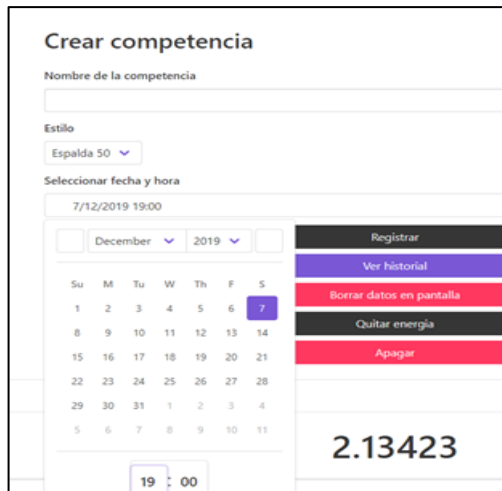 Crear competencia
Nombre de la competencia
Estilo
Espalda 50
Seleccionar fecha y hora
7/12/2019 19:00
December 2019
Su M Tu W Th F S
1 2 3 4 5 6 7
8 9 10 11 12 13 14
15 16 17 18 19 20 21
22 23 24 25 26 27 28
29 30 31 1 2 3 4
5 6 7 8 9 10 11
19 : 00
Registrar
Ver historial
Borrar datos en pantalla
Quitar energia
Apagar
2.13423